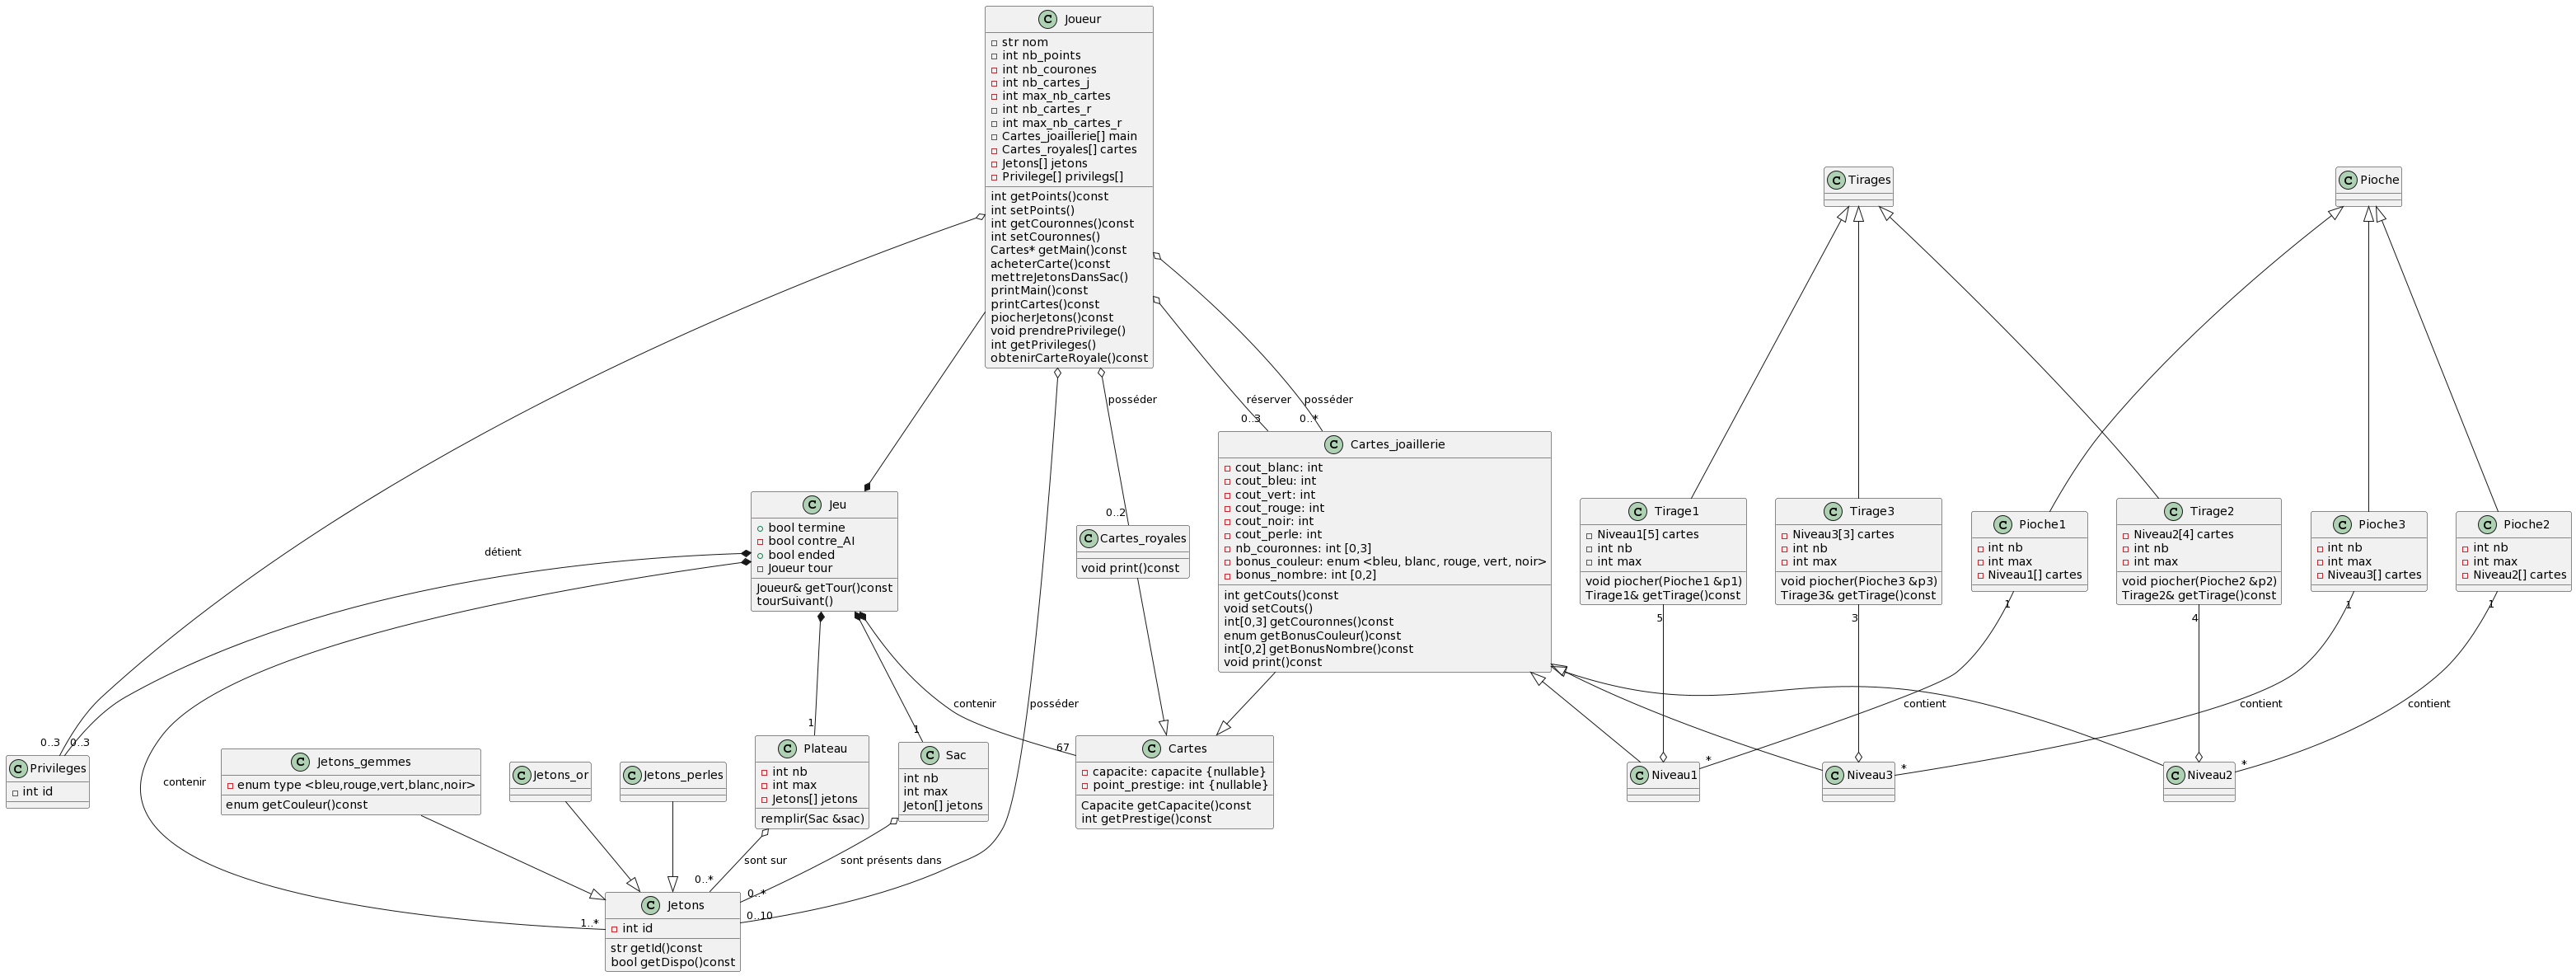 Joueur
str nom
int nb_points
int nb_courones
int nb_cartes_j
int max_nb_cartes
int nb_cartes_r
int max_nb_cartes_r
Cartes_joaillerie[] main
Cartes_royales[] cartes
Jetons[] jetons
Privilege[] privilegs[]
int getPoints()const
int setPoints()
int getCouronnes()const
int setCouronnes()
Cartes* getMain()const
acheterCarte()const
mettreJetonsDansSac()
printMain()const
printCartes()const
piocherJetons()const
void prendrePrivilege()
int getPrivileges()
obtenirCarteRoyale()const
Tirages
Pioche
posséder
réserver
posséder
0..3
0..*
Cartes_joaillerie
cout_blanc: int
cout_bleu: int
cout_vert: int
cout_rouge: int
cout_noir: int
cout_perle: int
nb_couronnes: int [0,3]
bonus_couleur: enum <bleu, blanc, rouge, vert, noir>
bonus_nombre: int [0,2]
int getCouts()const
void setCouts()
int[0,3] getCouronnes()const
enum getBonusCouleur()const
int[0,2] getBonusNombre()const
void print()const
Jeu
bool termine
bool contre_AI
bool ended
Joueur tour
Joueur& getTour()const
tourSuivant()
détient
0..2
Cartes_royales
void print()const
Tirage1
Niveau1[5] cartes
int nb
int max
void piocher(Pioche1 &p1)
Tirage1& getTirage()const
Tirage3
Niveau3[3] cartes
int nb
int max
void piocher(Pioche3 &p3)
Tirage3& getTirage()const
Pioche1
int nb
int max
Niveau1[] cartes
Tirage2
Niveau2[4] cartes
int nb
int max
void piocher(Pioche2 &p2)
Tirage2& getTirage()const
Pioche3
int nb
int max
Niveau3[] cartes
Pioche2
int nb
int max
Niveau2[] cartes
5
3
1
4
1
1
contenir
posséder
contient
contient
contient
0..3
0..3
1
1
67
*
*
*
Privileges
int id
contenir
Jetons_gemmes
enum type <bleu,rouge,vert,blanc,noir>
enum getCouleur()const
Jetons_or
Jetons_perles
Plateau
int nb
int max
Jetons[] jetons
remplir(Sac &sac)
Sac
int nb
int max
Jeton[] jetons
Cartes
capacite: capacite {nullable}
point_prestige: int {nullable}
Capacite getCapacite()const
int getPrestige()const
Niveau1
Niveau3
Niveau2
sont sur
sont présents dans
0..*
0..*
0..10
1..*
Jetons
int id
str getId()const
bool getDispo()const